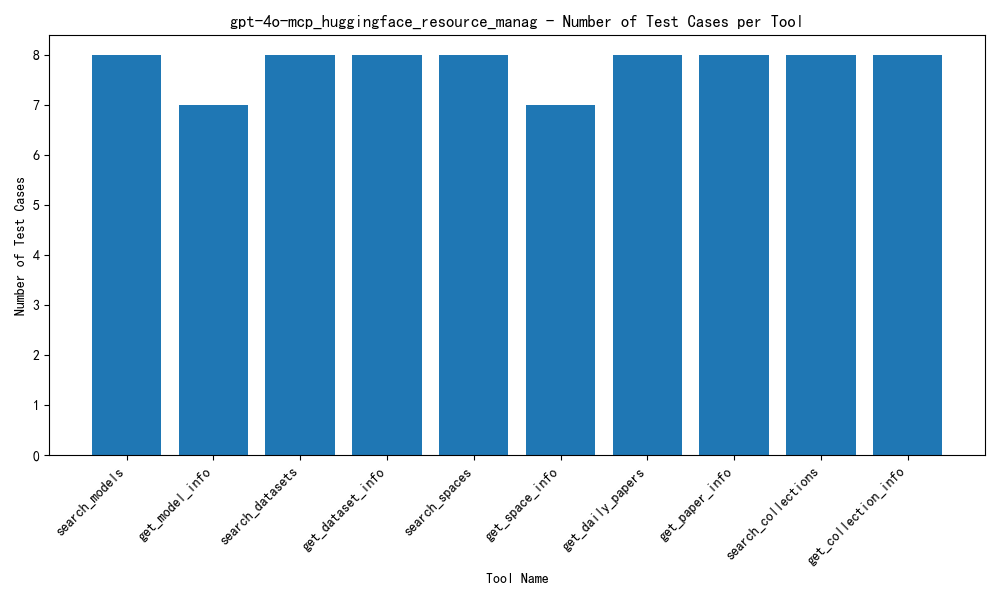 gpt-4o-mcp_huggingface_resource_manag - Number of Test Cases per Tool
Number of Test Cases
8
7
6
5
4
3
2
1
0
search_models
get_model_info
search_datasets
get_dataset_info
search_spaces
get_space_info
get_daily_papers
get_paper_info
search_collections
get_collection_info
Tool Name